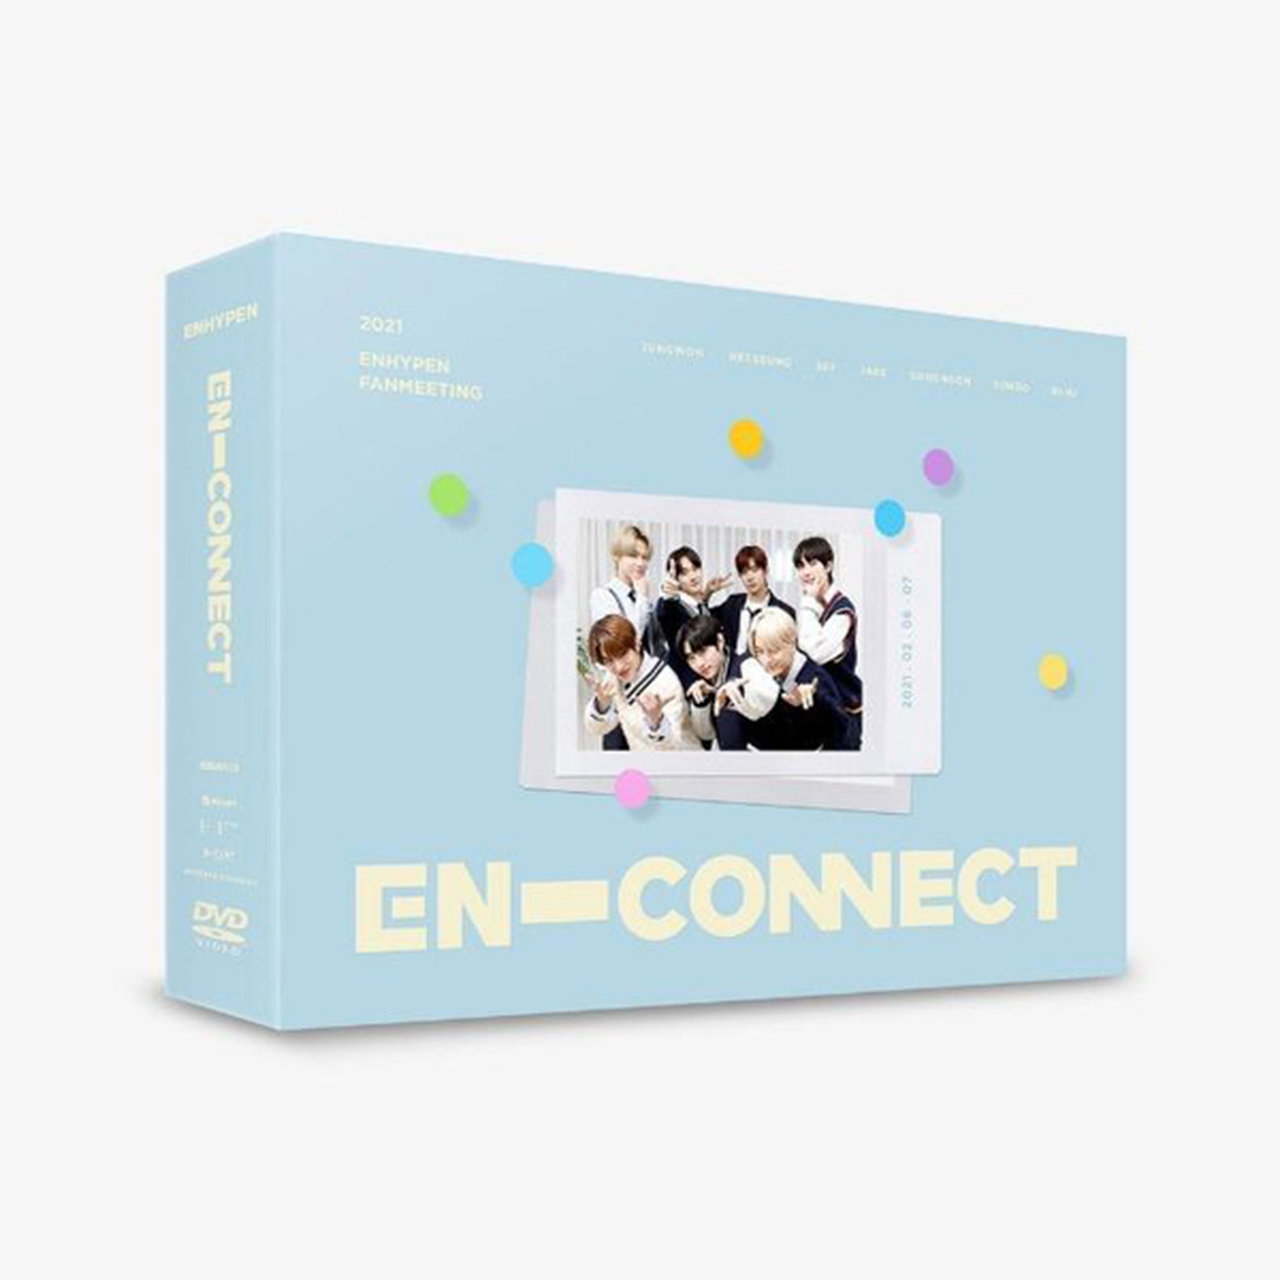 ENHYPEN
EN-CONNECT
DVD
VIDEO
2021
ENHYPEN
FANMEETING
JUNGWON HEESEUNG JAY JAKE SUNGHOON SUNOO NI-KI
2021 . 02 . 06 - 07
EN-CONNECT